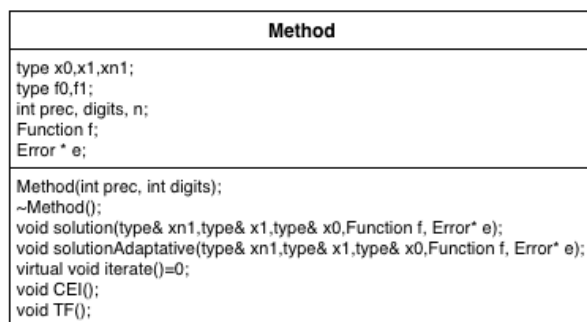 Method
type x0,x1,xn1;
type f0,f1;
int prec, digits, n;
Function f;
Error * e;
Method(int prec, int digits);
~Method();
void solution(type& xn1,type& x1,type& x0,Function f, Error* e);
void solutionAdaptative(type& xn1,type& x1,type& x0,Function f, Error* e);
virtual void iterate()=0;
void CEI();
void TF();